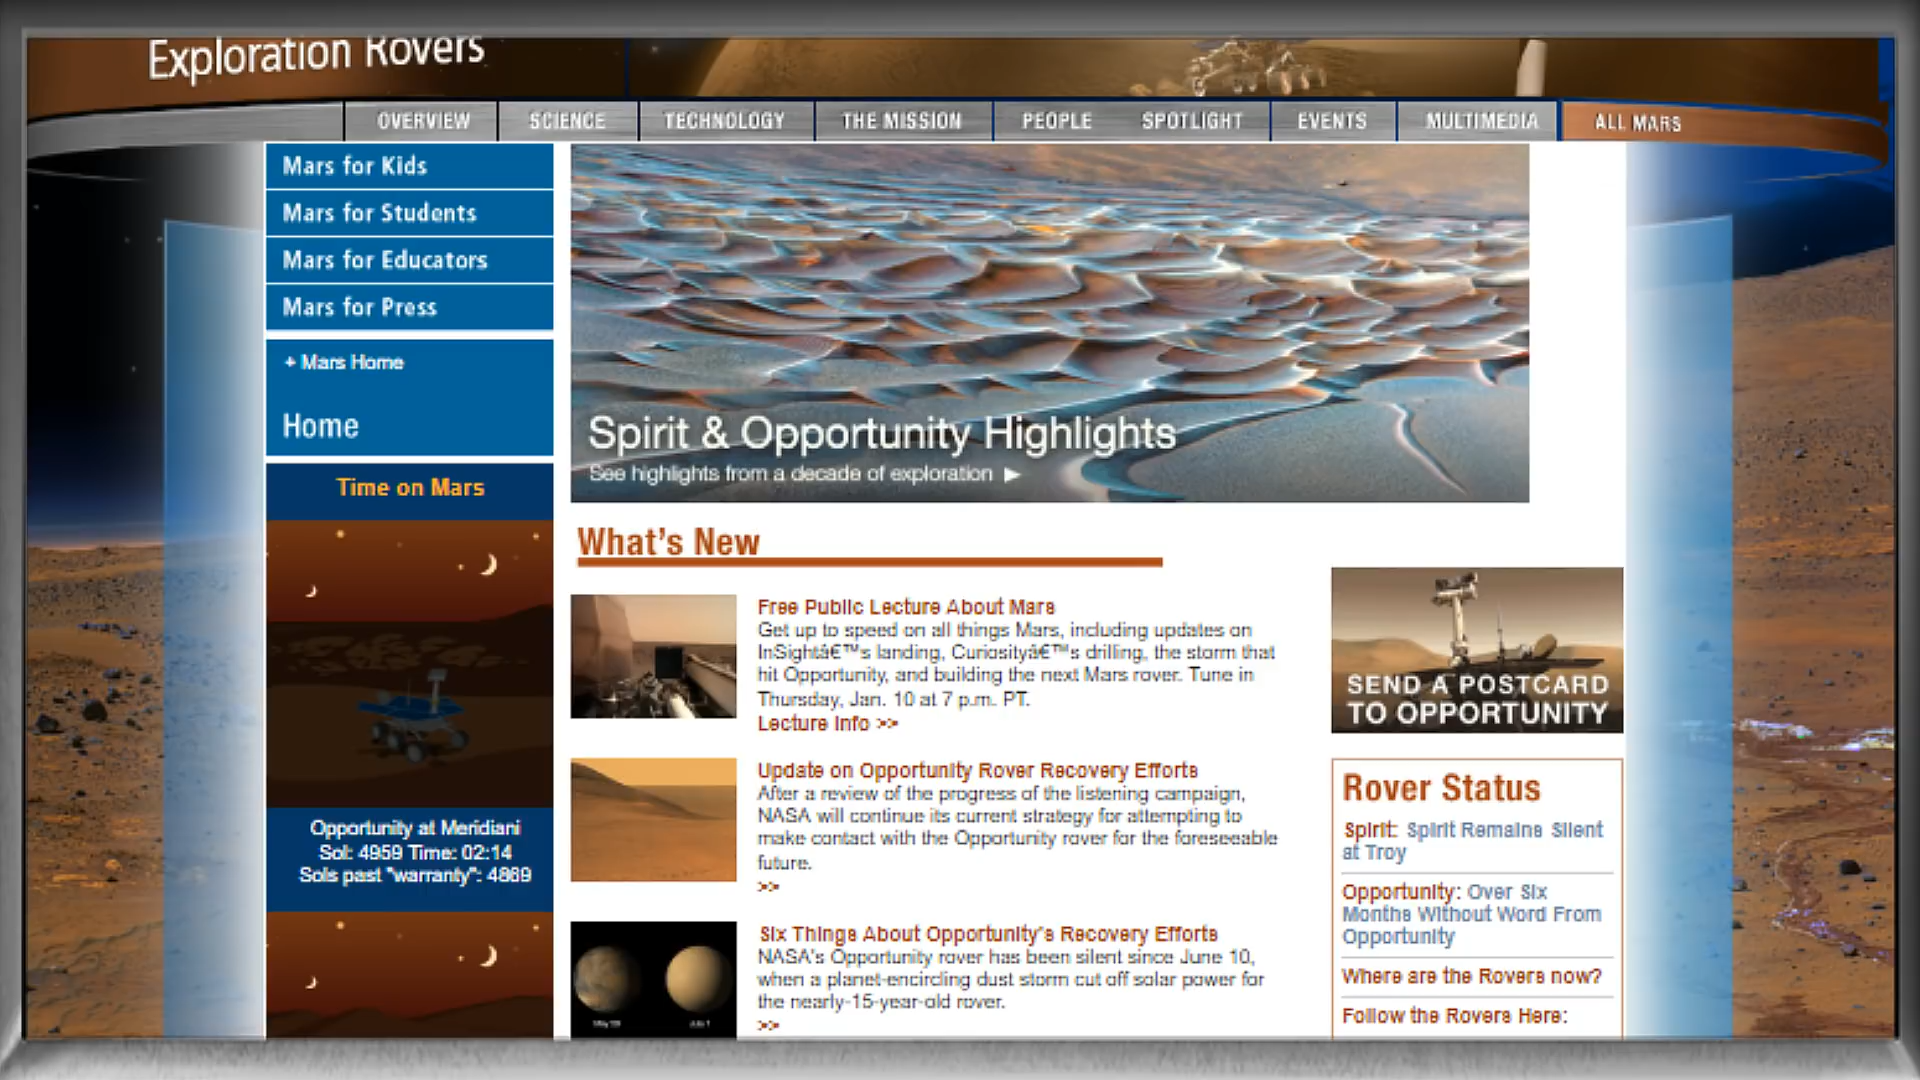 Exploration Rovers
OVERVIEW SCIENCE TECHNOLOGY THE MISSION PEOPLE SPOTLIGHT EVENTS MULTIMEDIA ALL MARS
Mars for Kids
Mars for Students
Mars for Educators
Mars for Press
+ Mars Home
Home
Time on Mars
Opportunity at Meridiani
Sol: 4959 Time: 02:14
Sols past "warranty": 4869
Spirit & Opportunity Highlights
See highlights from a decade of exploration ►
What's New
Free Public Lecture About Mars
Get up to speed on all things Mars, including updates on
InSightâ€™s landing, Curiosityâ€™s drilling, the storm that
hit Opportunity, and building the next Mars rover. Tune in
Thursday, Jan. 10 at 7 p.m. PT.
Lecture Info >>
Update on Opportunity Rover Recovery Efforts
After a review of the progress of the listening campaign,
NASA will continue its current strategy for attempting to
make contact with the Opportunity rover for the foreseeable
future.
>>
Six Things About Opportunity's Recovery Efforts
NASA's Opportunity rover has been silent since June 10,
when a planet-encircling dust storm cut off solar power for
the nearly-15-year-old rover.
>>
SEND A POSTCARD
TO OPPORTUNITY
Rover Status
Spirit: Spirit Remains Silent
at Troy
Opportunity: Over Six
Months Without Word From
Opportunity
Where are the Rovers now?
Follow the Rovers Here: